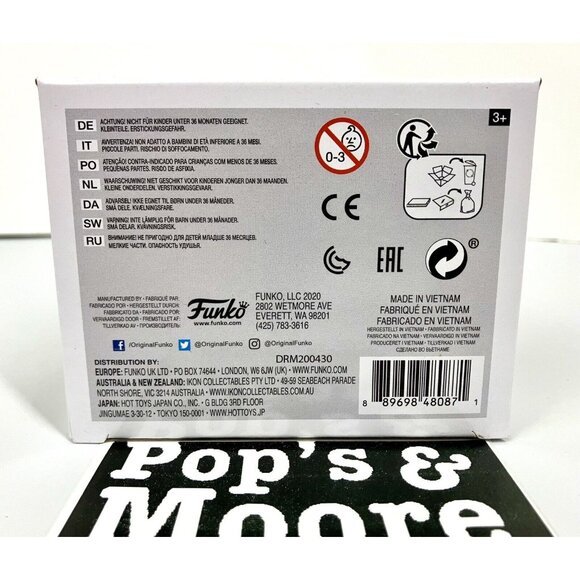 DE ACHTUNG! NICHT FÜR KINDER UNTER 36 MONATEN GEEIGNET.
KLEINTEILE. ERSTICKUNGSGEFAHR.
IT AVVERTENZA! NON ADATTO A BAMBINI DI ETÀ INFERIORE A 36 MESI.
PICCOLE PARTI. RISCHIO DI SOFFOCAMENTO.
PO ATENÇÃO! CONTRA-INDICADO PARA CRIANÇAS COM MENOS DE 36 MESES.
PEQUENAS PARTES. RISCO DE ASFIXIA.
NL WAARSCHUWING! NIET GESCHIKT VOOR KINDEREN JONGER DAN 36 MAANDEN.
KLEINE ONDERDELEN. VERSTIKKINGSGEVAAR.
DA ADVARSEL! IKKE EGNET TIL BØRN UNDER 36 MÅNEDER.
SMÅ DELE. KVÆLNINGSFARE.
SW VARNING! INTE LÄMPLIG FÖR BARN UNDER 36 MÅNADER.
SMÅ DELAR. KVÄVNINGSRISK.
RU ВНИМАНИЕ! НЕ ПРИГОДНО ДЛЯ ДЕТЕЙ МЛАДШЕ 36 МЕСЯЦЕВ.
МЕЛКИЕ ЧАСТИ. ОПАСНОСТЬ УДУШЬЯ.
0-3
3+
CE
EAC
®
MANUFACTURED BY • FABRIQUÉ PAR
FABRICADO POR • HERGESTELLT DURCH
FABBRICATO DA • FABRICADO POR
VERVAARDIGD DOOR • FREMSTILLET AF
TILLVERKAD AV • ПРОИЗВОДИТЕЛЬ
Funko
www.funko.com
FUNKO, LLC 2020
2802 WETMORE AVE
EVERETT, WA 98201
(425) 783-3616
MADE IN VIETNAM
FABRIQUÉ EN VIETNAM
FABRICADO EN VIETNAM
HERGESTELLT IN VIETNAM • FABBRICATO IN VIETNAM
FABRICADO NO VIETNAM • VERVAARDIGD IN VIETNAM
PRODUCERET I VIETNAM • TILLVERKAD I VIETNAM
СДЕЛАНО ВО ВЬЕТНАМЕ
/OriginalFunko @OriginalFunko @OriginalFunko
DISTRIBUTION BY: DRM200430
EUROPE: FUNKO UK LTD • PO BOX 74644 • LONDON, W6 6JW (UK) • WWW.FUNKO.COM
AUSTRALIA & NEW ZEALAND: IKON COLLECTABLES PTY LTD • 49-59 SEABEACH PARADE
NORTH SHORE, VIC 3214 AUSTRALIA • WWW.IKONCOLLECTABLES.COM.AU
JAPAN: HOT TOYS JAPAN CO., INC. • G BLDG 3RD FLOOR
JINGUMAE 3-30-12 • TOKYO 150-0001 • WWW.HOTTOYS.JP
8 89698 48087 1
Pop's &
Moore